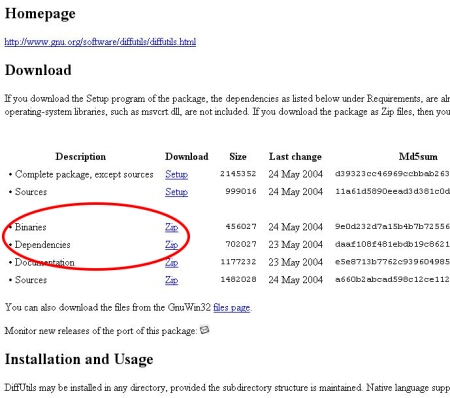 Homepage
http://www.gnu.org/software/diffutils/diffutils.html
Download
If you download the Setup program of the package, the dependencies as listed below under Requirements, are al
operating-system libraries, such as msvcrt dll, are not included. If you download the package as Zip files, then you
Description Download Size Last change Md5sum
• Complete package, except sources Setup 2145352 24 May 2004 d39323cc46969ccbbab263
• Sources Setup 999016 24 May 2004 11a61d5890eead3d381c0d
• Binaries Zip 456027 24 May 2004 9e0d232d7a15b4b7b72556
• Dependencies Zip 702027 23 May 2004 daaf108f481ebdb19c8621
• Documentation Zip 1177232 23 May 2004 e5e8713b7762c939604985
• Sources Zip 1482028 24 May 2004 a660b2abcad598c12ce112
You can also download the files from the GnuWin32 files page.
Monitor new releases of the port of this package:
Installation and Usage
DiffUtils may be installed in any directory, provided the subdirectory structure is maintained. Native language supp